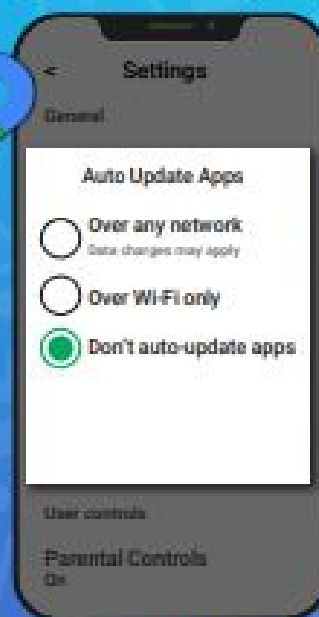 < Settings
General
Auto Update Apps
Over any network
Data charges may apply
Over Wi-Fi only
Don't auto-update apps
User controls
Parental Controls
On